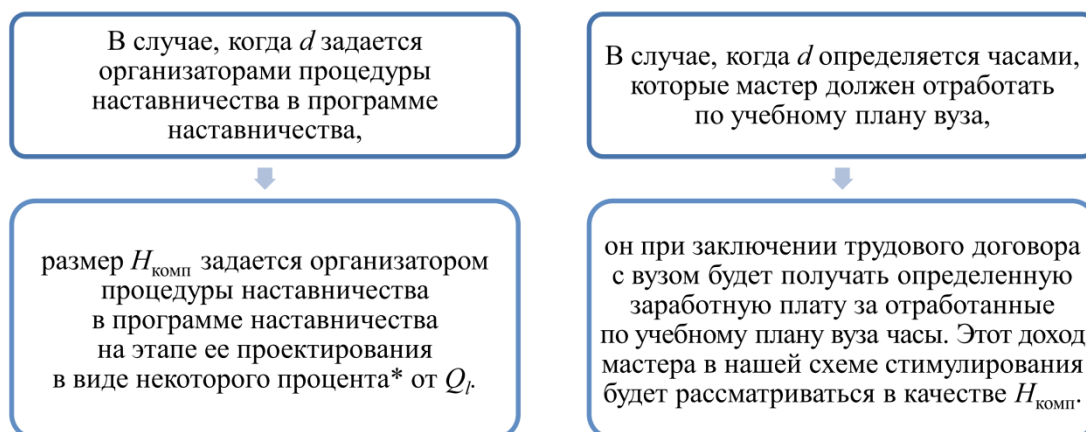 В случае, когда d задается
организаторами процедуры
наставничества в программе
наставничества,
размер Hкомп задается организатором
процедуры наставничества
в программе наставничества
на этапе ее проектирования
в виде некоторого процента* от Ql.
В случае, когда d определяется часами,
которые мастер должен отработать
по учебному плану вуза,
он при заключении трудового договора
с вузом будет получать определенную
заработную плату за отработанные
по учебному плану вуза часы. Этот доход
мастера в нашей схеме стимулирования
будет рассматриваться в качестве Hкомп.